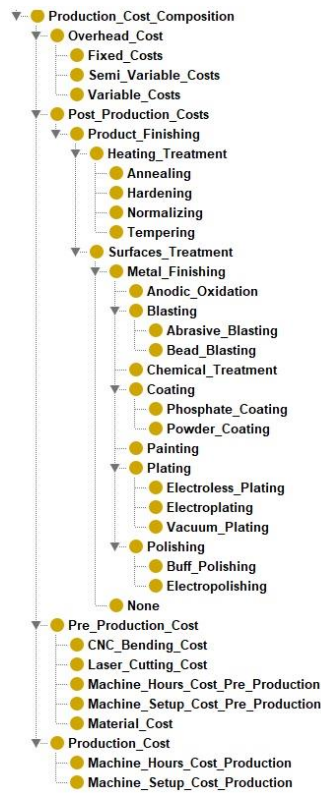 Production_Cost_Composition
Overhead_Cost
Fixed_Costs
Semi_Variable_Costs
Variable_Costs
Post_Production_Costs
Product_Finishing
Heating_Treatment
Annealing
Hardening
Normalizing
Tempering
Surfaces_Treatment
Metal_Finishing
Anodic_Oxidation
Blasting
Abrasive_Blasting
Bead_Blasting
Chemical_Treatment
Coating
Phosphate_Coating
Powder_Coating
Painting
Plating
Electroless_Plating
Electroplating
Vacuum_Plating
Polishing
Buff_Polishing
Electropolishing
None
Pre_Production_Cost
CNC_Bending_Cost
Laser_Cutting_Cost
Machine_Hours_Cost_Pre_Production
Machine_Setup_Cost_Pre_Production
Material_Cost
Production_Cost
Machine_Hours_Cost_Production
Machine_Setup_Cost_Production